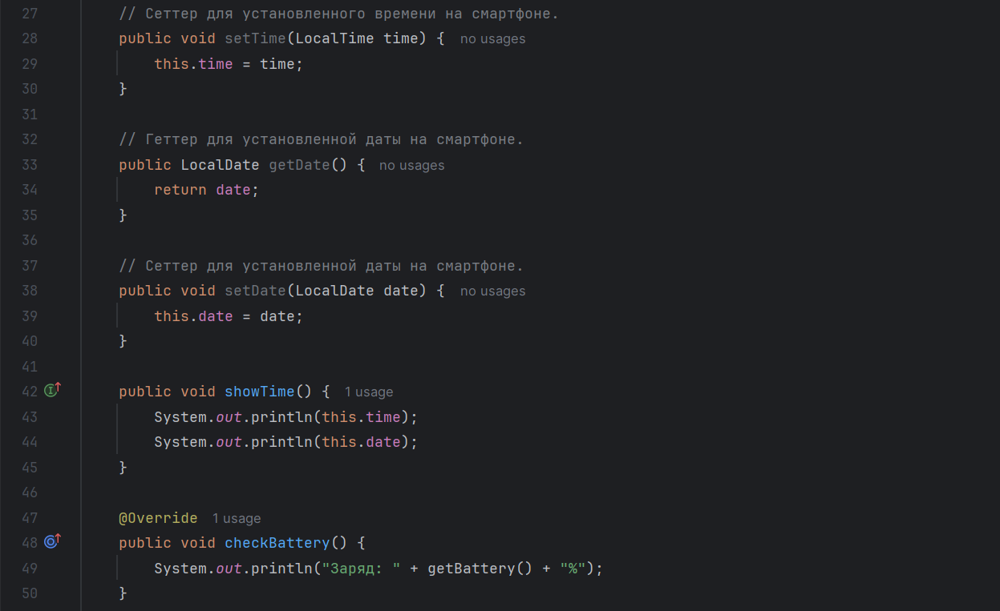 27 // Сеттер для установленного времени на смартфоне.
28 public void setTime(LocalTime time) { no usages
29 this.time = time;
30 }
31
32 // Геттер для установленной даты на смартфоне.
33 public LocalDate getDate() { no usages
34 return date;
35 }
36
37 // Сеттер для установленной даты на смартфоне.
38 public void setDate(LocalDate date) { no usages
39 this.date = date;
40 }
41
42 public void showTime() { 1 usage
43 System.out.println(this.time);
44 System.out.println(this.date);
45 }
46
47 @Override 1 usage
48 public void checkBattery() {
49 System.out.println("Заряд: " + getBattery() + "%");
50 }